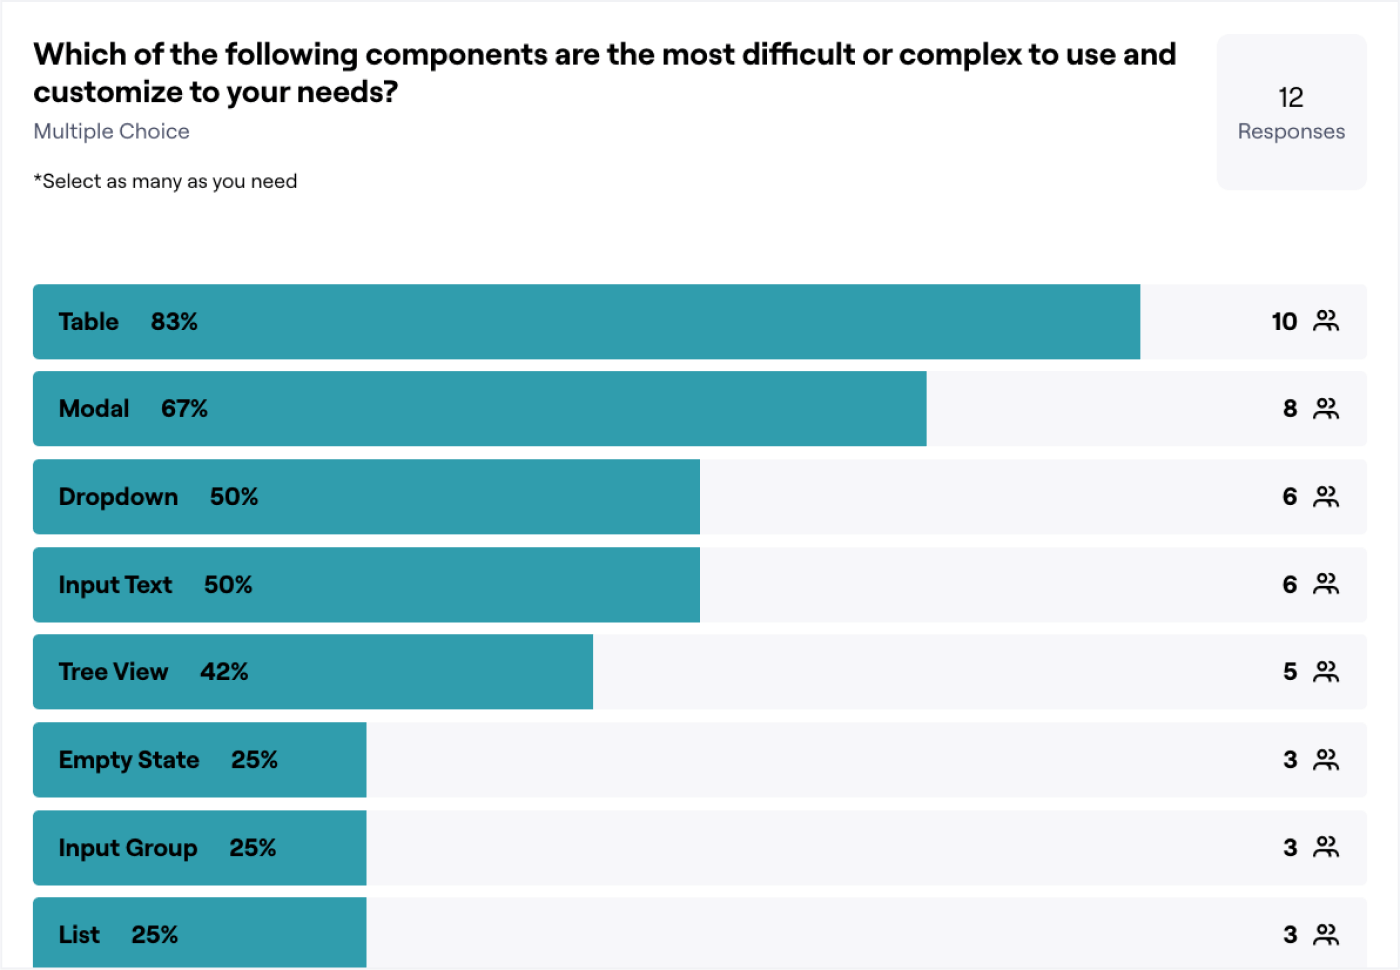 Which of the following components are the most difficult or complex to use and
customize to your needs?
Multiple Choice
*Select as many as you need
12
Responses
Table 83% 10
Modal 67% 8
Dropdown 50% 6
Input Text 50% 6
Tree View 42% 5
Empty State 25% 3
Input Group 25% 3
List 25% 3